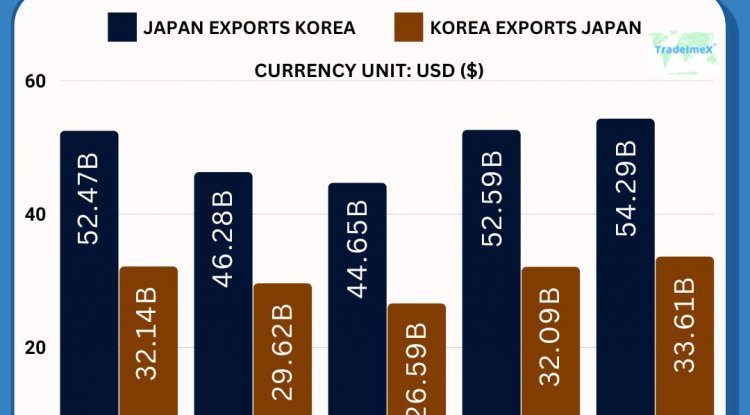 JAPAN EXPORTS KOREA
KOREA EXPORTS JAPAN
CURRENCY UNIT: USD ($)
TradeImeX
60
40
20
52.47B
32.14B
46.28B
29.62B
44.65B
26.59B
52.59B
32.09B
54.29B
33.61B